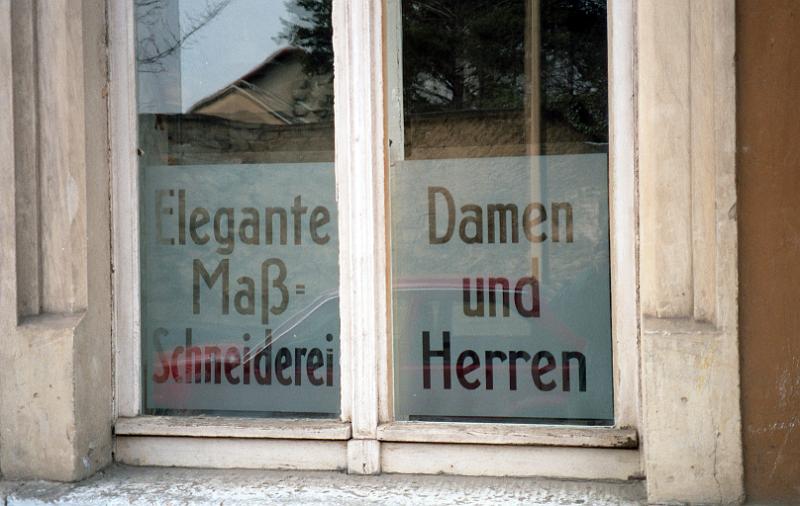 Elegante
Maß=
Schneiderei
Damen
und
Herren